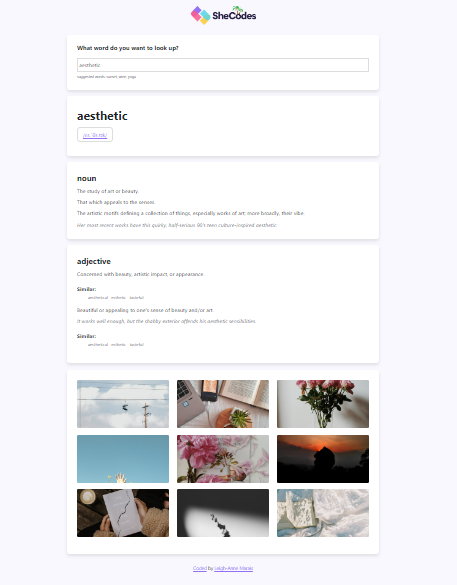 SheCodes
What word do you want to look up?
aesthetic
suggested words: sunset, wine, yoga
aesthetic
noun
The study of art or beauty.
That which appeals to the senses.
The artistic motifs defining a collection of things, especially works of art; more broadly, their vibe.
Her most recent works have this quirky, half-serious 90's teen culture-inspired aesthetic.
adjective
Concerned with beauty, artistic impact, or appearance.
Similar:
aesthetical esthetic tasteful
Beautiful or appealing to one's sense of beauty and/or art.
It works well enough, but the shabby exterior offends his aesthetic sensibilities.
Similar:
aesthetical esthetic tasteful
Coded by Leigh-Anne